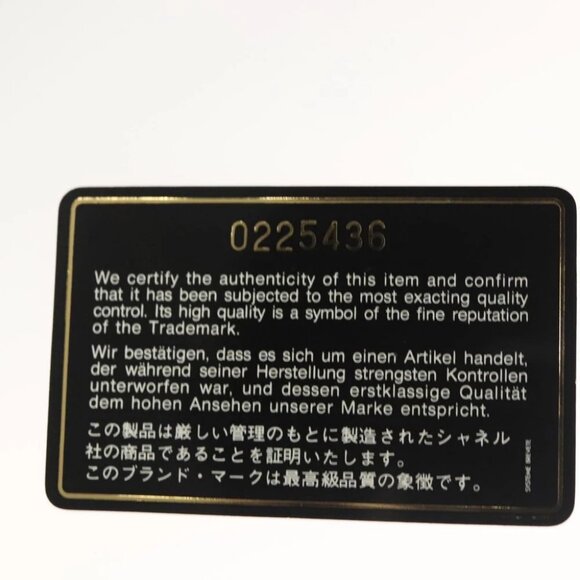 0225436
We certify the authenticity of this item and confirm
that it has been subjected to the most exacting quality
control. Its high quality is a symbol of the fine reputation
of the Trademark.
Wir bestätigen, dass es sich um einen Artikel handelt,
der während seiner Herstellung strengsten Kontrollen
unterworfen war, und dessen erstklassige Qualität
dem hohen Ansehen unserer Marke entspricht.
この製品は厳しい管理のもとに製造されたシャネル
社の商品であることを証明いたします。
このブランド・マークは最高級品質の象徴です。